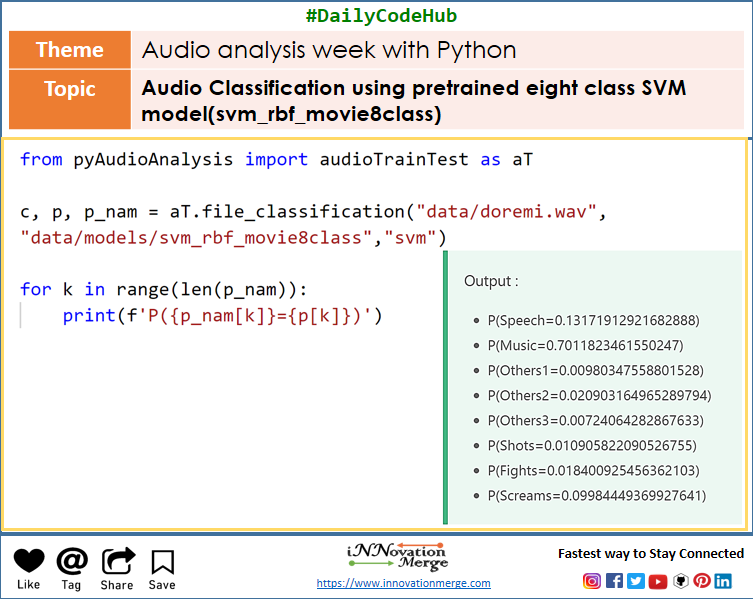 #DailyCodeHub
Theme
Audio analysis week with Python
Topic
Audio Classification using pretrained eight class SVM
model(svm_rbf_movie8class)
from pyAudioAnalysis import audioTrainTest as aT
c, p, p_nam = aT.file_classification("data/doremi.wav",
"data/models/svm_rbf_movie8class","svm")
for k in range(len(p_nam)):
print(f'P({p_nam[k]}={p[k]})')
Output :
P(Speech=0.13171912921682888)
P(Music=0.7011823461550247)
P(Others1=0.00980347558801528)
P(Others2=0.020903164965289794)
P(Others3=0.00724064282867633)
P(Shots=0.010905822090526755)
P(Fights=0.018400925456362103)
P(Screams=0.09984449369927641)
Like
Tag
Share
Save
iNNovation
Merge
https://www.innovationmerge.com
Fastest way to Stay Connected